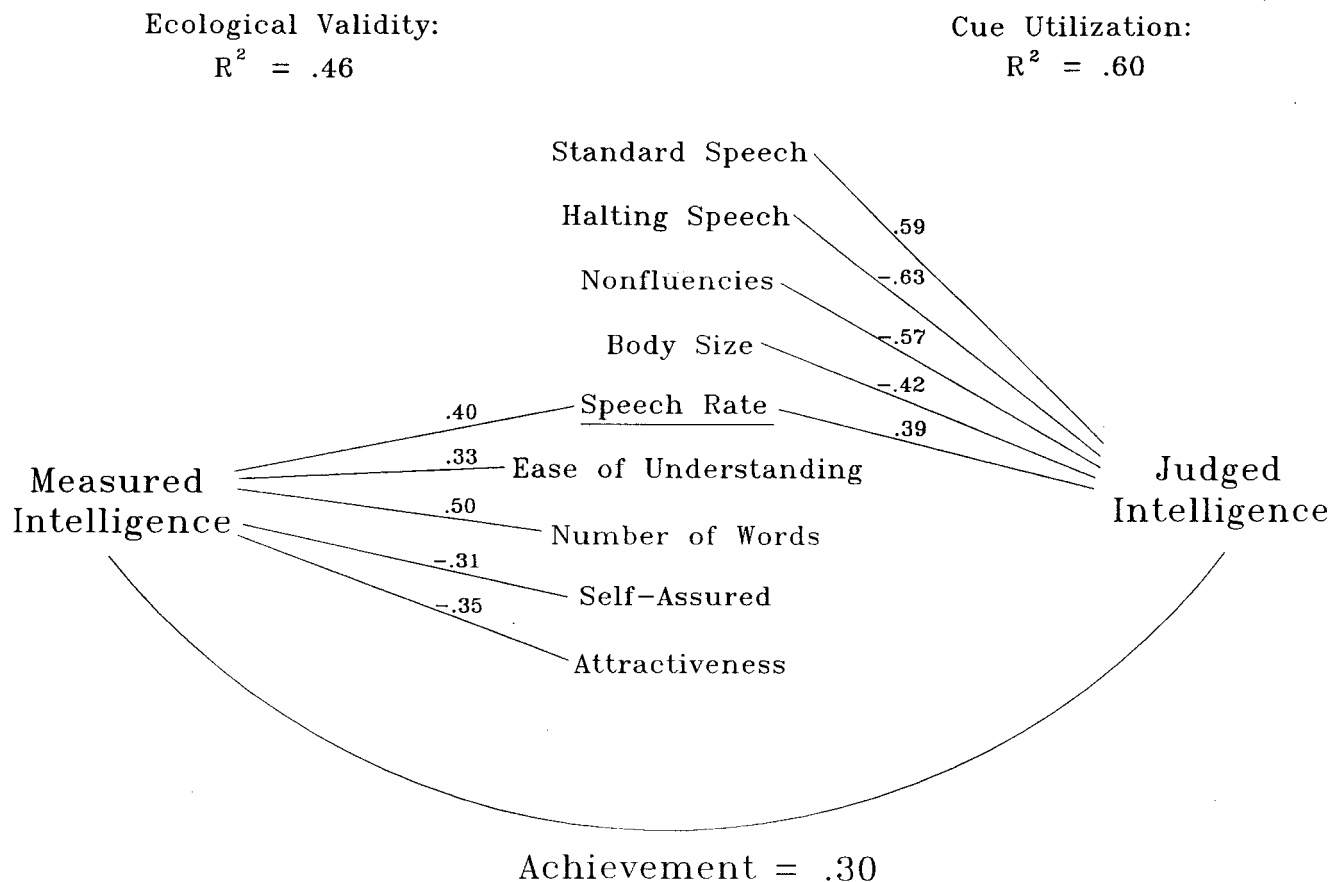 Ecological Validity:
R² = .46
Cue Utilization:
R² = .60
Standard Speech
.59
Halting Speech
-.63
Nonfluencies
-.57
Body Size
-.42
.40
Speech Rate
.39
.33
Ease of Understanding
Measured
Intelligence
Judged
Intelligence
.50
Number of Words
-.31
Self-Assured
-.35
Attractiveness
Achievement = .30